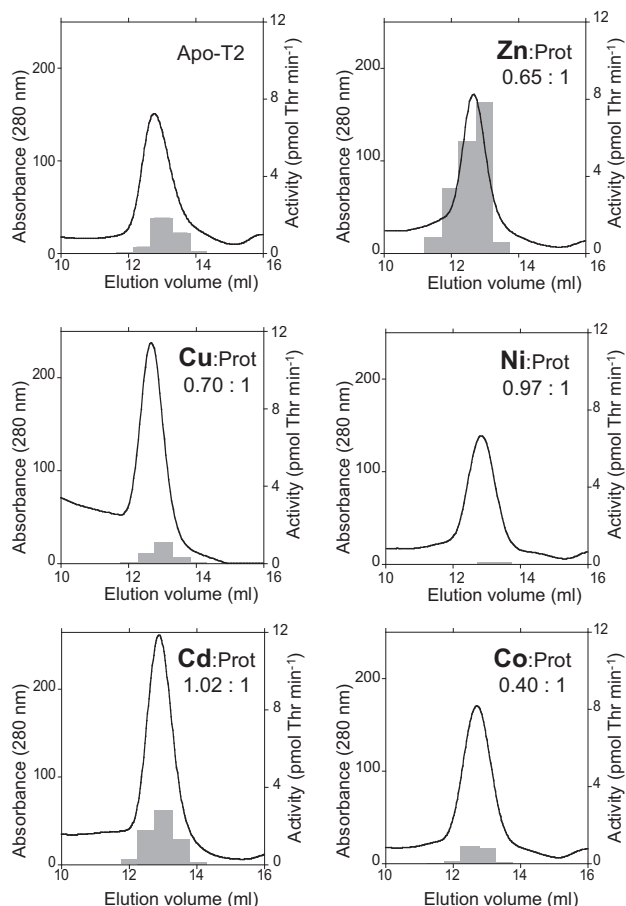 Apo-T2
Absorbance (280 nm)
200
100
0
10 12 14 16
Elution volume (ml)
12
8
4
0
Activity (pmol Thr min⁻¹)
Zn:Prot
0.65 : 1
Absorbance (280 nm)
200
100
0
10 12 14 16
Elution volume (ml)
12
8
4
0
Activity (pmol Thr min⁻¹)
Cu:Prot
0.70 : 1
Absorbance (280 nm)
200
100
0
10 12 14 16
Elution volume (ml)
12
8
4
0
Activity (pmol Thr min⁻¹)
Ni:Prot
0.97 : 1
Absorbance (280 nm)
200
100
0
10 12 14 16
Elution volume (ml)
12
8
4
0
Activity (pmol Thr min⁻¹)
Cd:Prot
1.02 : 1
Absorbance (280 nm)
200
100
0
10 12 14 16
Elution volume (ml)
12
8
4
0
Activity (pmol Thr min⁻¹)
Co:Prot
0.40 : 1
Absorbance (280 nm)
200
100
0
10 12 14 16
Elution volume (ml)
12
8
4
0
Activity (pmol Thr min⁻¹)